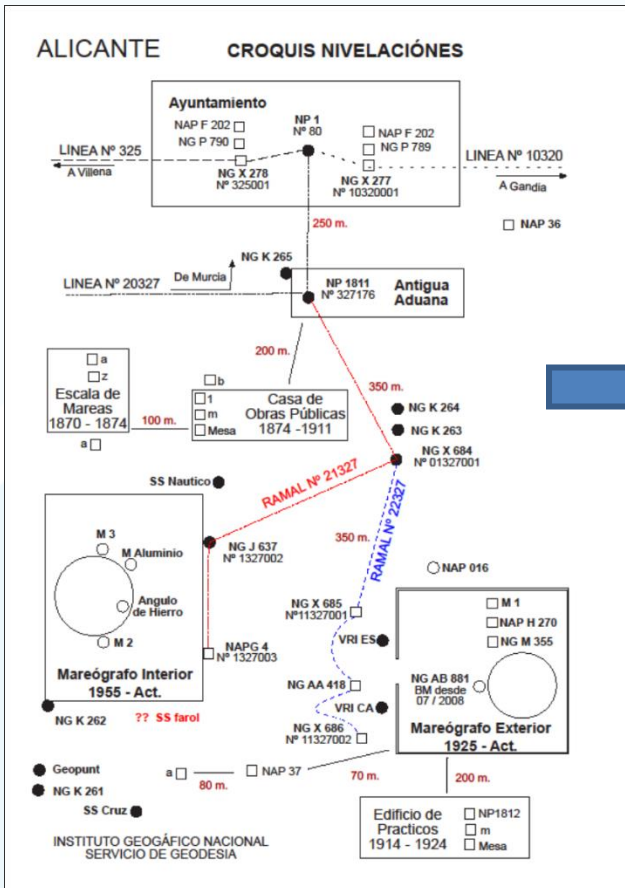 ALICANTE
CROQUIS NIVELACIÓNES
Ayuntamiento
NAP F 202
NG P 790
NP 1
Nº 80
NAP F 202
NG P 789
LINEA Nº 325
A Villena
NG X 278
Nº 325001
NG X 277
Nº 10320001
LINEA Nº 10320
A Gandia
250 m.
NAP 36
NG K 265
De Murcia
LINEA Nº 20327
NP 1811
Nº 327176
Antigua
Aduana
200 m.
350 m.
a
z
Escala de
Mareas
1870 - 1874
a
100 m.
b
1
m
Mesa
Casa de
Obras Públicas
1874 -1911
NG K 264
NG K 263
NG X 684
Nº 01327001
SS Nautico
RAMAL Nº 21327
350 m.
RAMAL Nº 22327
M 3
M Aluminio
Angulo
de Hierro
M 2
NG J 637
Nº 1327002
NAPG 4
Nº 1327003
Mareógrafo Interior
1955 - Act.
NG K 262
?? SS farol
NAP 016
NG X 685
Nº11327001
VRI ES
NG AA 418
VRI CA
NG X 686
Nº 11327002
M 1
NAP H 270
NG M 355
NG AB 881
BM desde
07 / 2008
Mareógrafo Exterior
1925 - Act.
Geopunt
NG K 261
SS Cruz
a
80 m.
NAP 37
70 m.
200 m.
Edificio de
Practicos
1914 - 1924
NP1812
m
Mesa
INSTITUTO GEOGÁFICO NACIONAL
SERVICIO DE GEODESIA